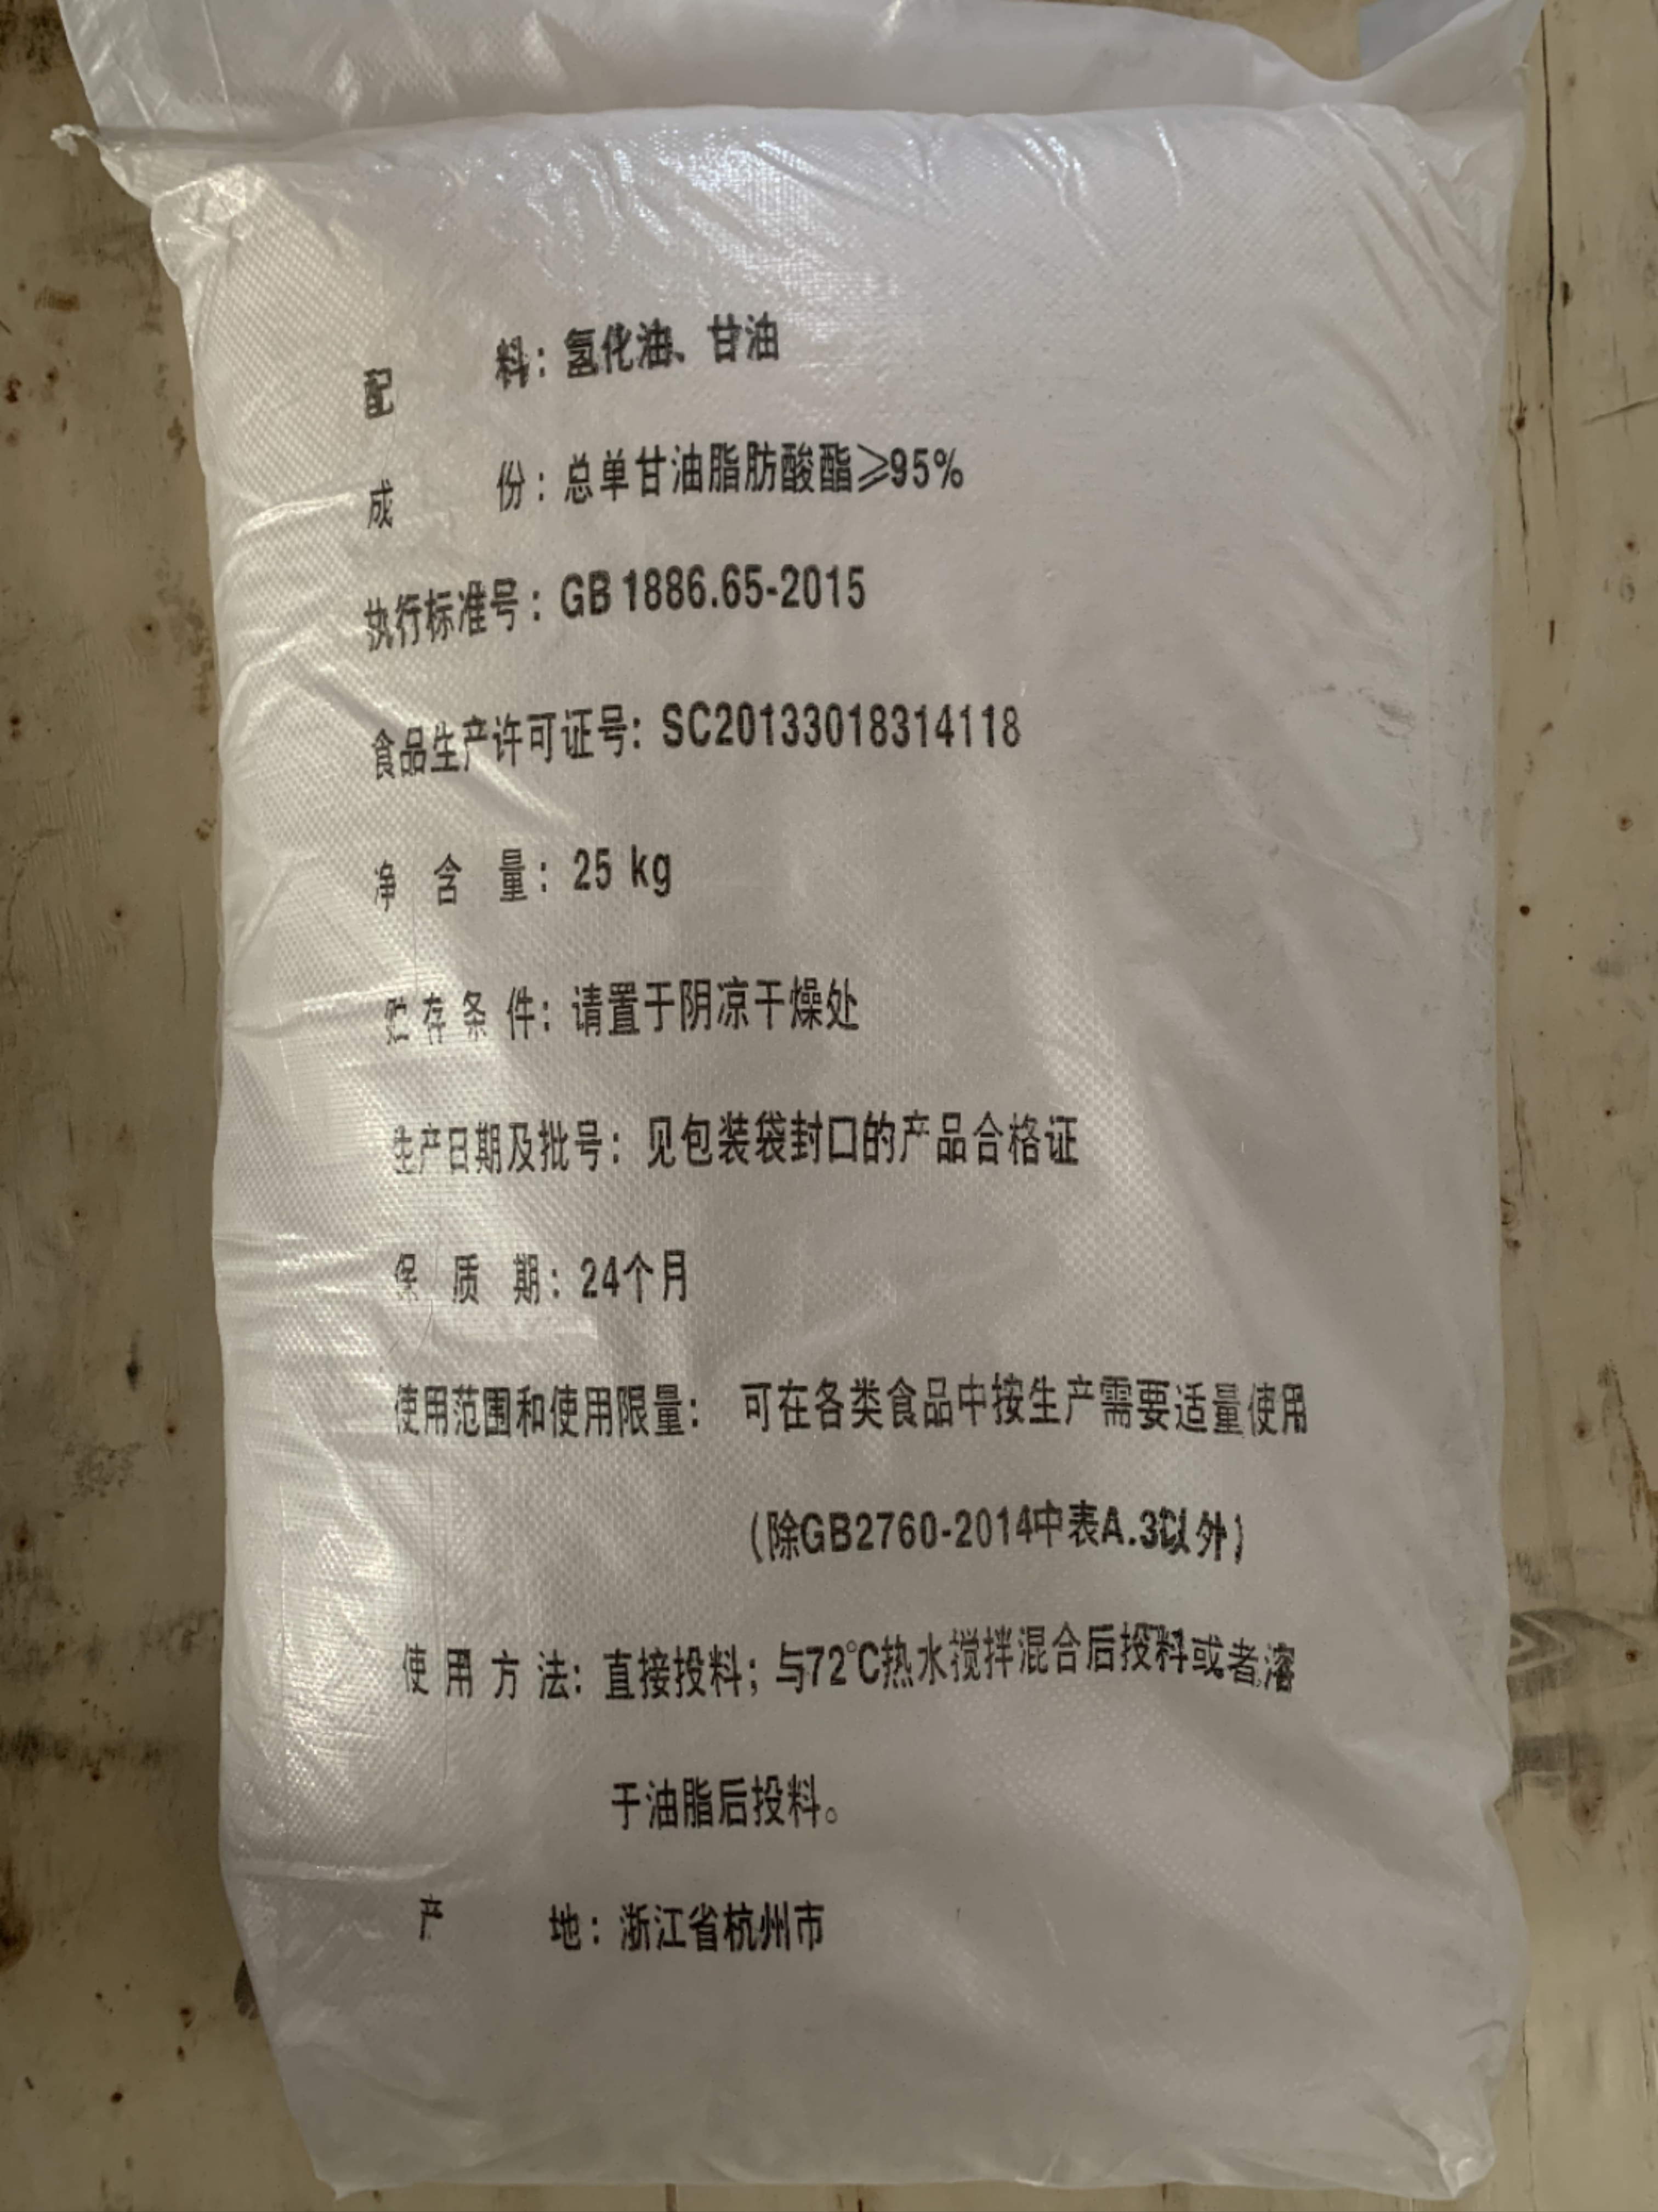 配 料：氢化油、甘油
成 份：总单甘油脂肪酸酯≥95%
执行标准号：GB 1886.65-2015
食品生产许可证号：SC20133018314118
净 含 量：25 kg
贮 存 条 件：请置于阴凉干燥处
生产日期及批号：见包装袋封口的产品合格证
保 质 期：24个月
使用范围和使用限量： 可在各类食品中按生产需要适量使用
（除GB2760-2014中表A.3以外）
使 用 方 法：直接投料；与72℃热水搅拌混合后投料或者溶
于油脂后投料。
产 地：浙江省杭州市